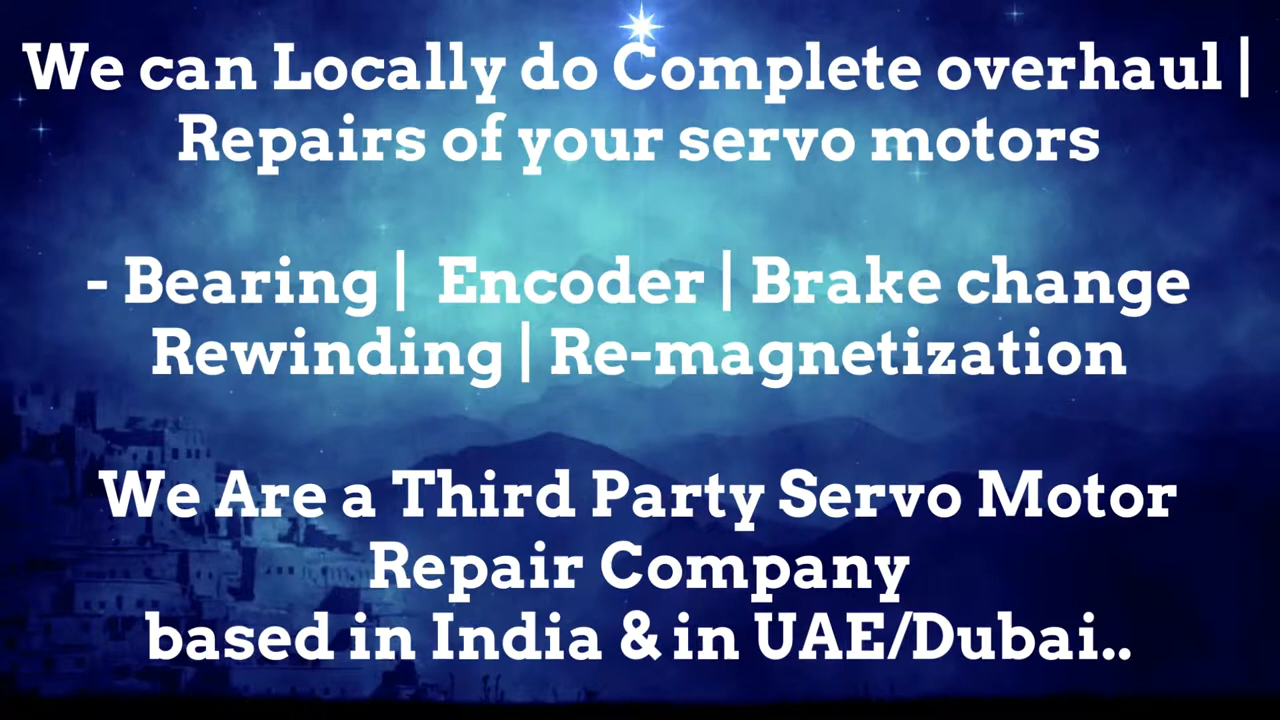 We can Locally do Complete overhaul |
Repairs of your servo motors
- Bearing | Encoder | Brake change
Rewinding | Re-magnetization
We Are a Third Party Servo Motor
Repair Company
based in India & in UAE/Dubai..